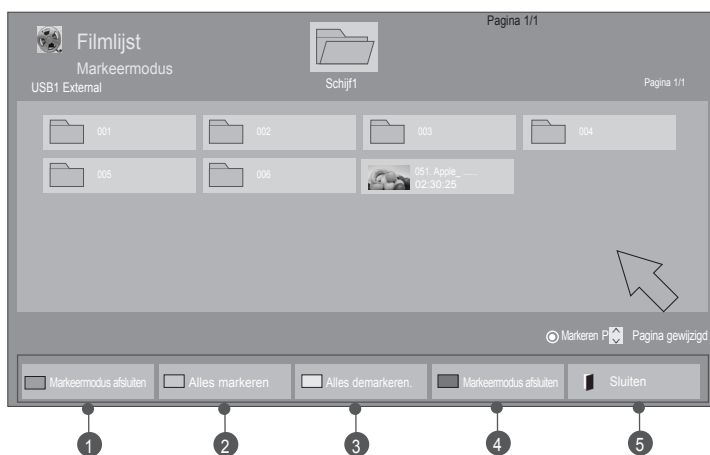 Pagina 1/1
Filmlijst
Markeermodus
USB1 External
Schijf1
Pagina 1/1
001
002
003
004
005
006
051. Apple_ ......
02:30:25
Markeren P Pagina gewijzigd
Markeermodus afsluiten
Alles markeren
Alles demarkeren.
Markeermodus afsluiten
Sluiten
1
2
3
4
5